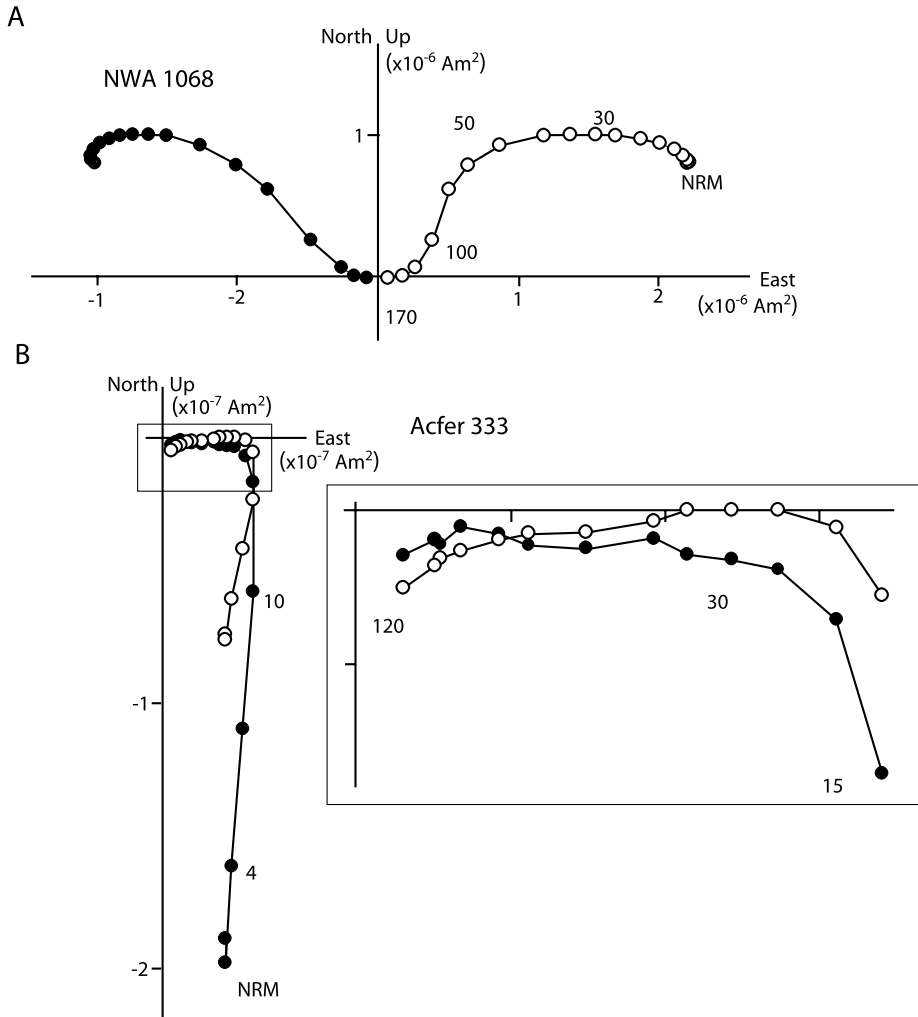 A
North Up
(x10-6 Am2)
NWA 1068
50
30
1
NRM
100
East
(x10-6 Am2)
-1
-2
1
2
170
B
North Up
(x10-7 Am2)
East
(x10-7 Am2)
Acfer 333
10
30
120
-1
15
4
-2
NRM